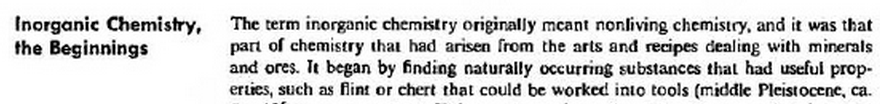 Inorganic Chemistry,
the Beginnings
The term inorganic chemistry originally meant nonliving chemistry, and it was that
part of chemistry that had arisen from the arts and recipes dealing with minerals
and ores. It began by finding naturally occurring substances that had useful prop-
erties, such as flint or chert that could be worked into tools (middle Pleistocene, ca.